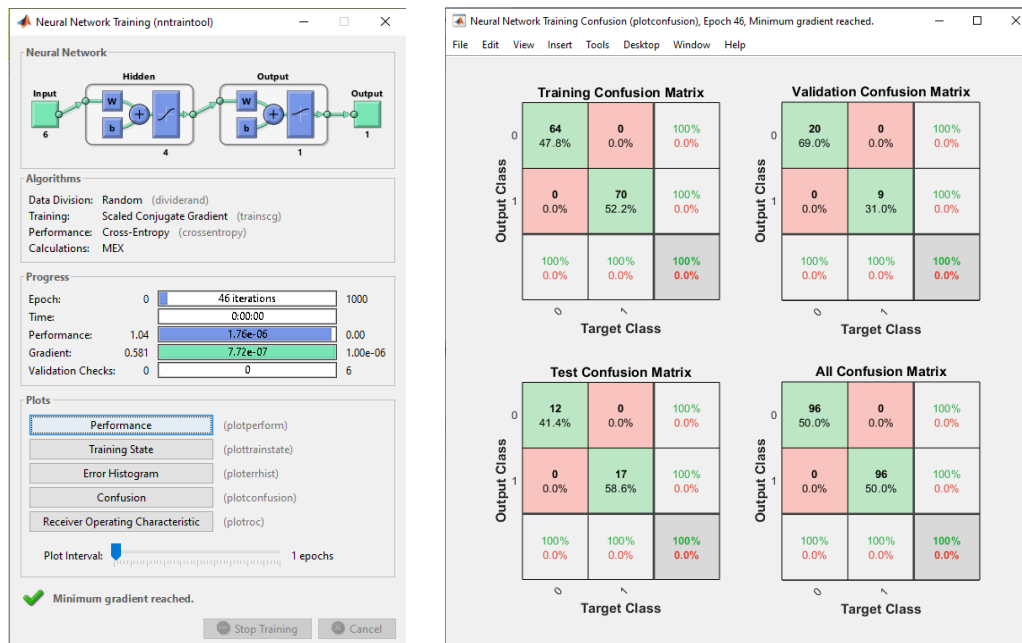 Neural Network Training (nntraintool)
Neural Network
Hidden
Output
Input
W
b
+
W
b
+
Output
6
4
1
1
Algorithms
Data Division: Random (dividerand)
Training: Scaled Conjugate Gradient (trainscg)
Performance: Cross-Entropy (crossentropy)
Calculations: MEX
Progress
Epoch: 0 46 iterations 1000
Time: 0:00:00
Performance: 1.04 1.76e-06 0.00
Gradient: 0.581 7.72e-07 1.00e-06
Validation Checks: 0 0 6
Plots
Performance (plotperform)
Training State (plottrainstate)
Error Histogram (ploterrhist)
Confusion (plotconfusion)
Receiver Operating Characteristic (plotroc)
Plot Interval: 1 epochs
Minimum gradient reached.
Stop Training Cancel
Neural Network Training Confusion (plotconfusion), Epoch 46, Minimum gradient reached.
File Edit View Insert Tools Desktop Window Help
Training Confusion Matrix
Output Class
0
64 0 100%
47.8% 0.0% 0.0%
1
0 70 100%
0.0% 52.2% 0.0%
100% 100% 100%
0.0% 0.0% 0.0%
0 1
Target Class
Validation Confusion Matrix
Output Class
0
20 0 100%
69.0% 0.0% 0.0%
1
0 9 100%
0.0% 31.0% 0.0%
100% 100% 100%
0.0% 0.0% 0.0%
0 1
Target Class
Test Confusion Matrix
Output Class
0
12 0 100%
41.4% 0.0% 0.0%
1
0 17 100%
0.0% 58.6% 0.0%
100% 100% 100%
0.0% 0.0% 0.0%
0 1
Target Class
All Confusion Matrix
Output Class
0
96 0 100%
50.0% 0.0% 0.0%
1
0 96 100%
0.0% 50.0% 0.0%
100% 100% 100%
0.0% 0.0% 0.0%
0 1
Target Class